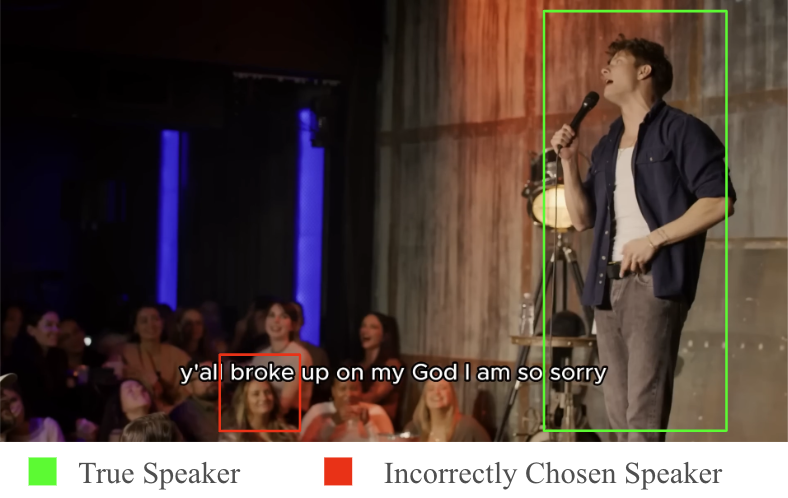 y'all broke up on my God I am so sorry
True Speaker
Incorrectly Chosen Speaker